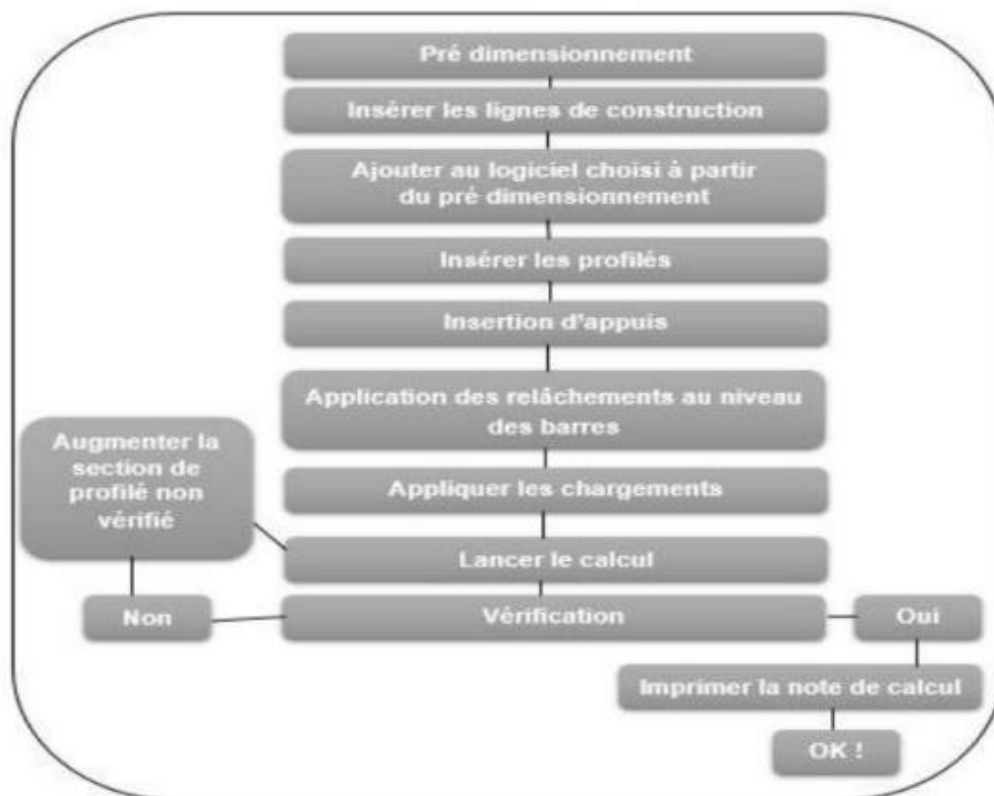 Pré dimensionnement
Insérer les lignes de construction
Ajouter au logiciel choisi à partir
du pré dimensionnement
Insérer les profilés
Insertion d'appuis
Application des relâchements au niveau
des barres
Augmenter la
section de
profilé non
vérifié
Appliquer les chargements
Lancer le calcul
Non
Vérification
Oui
Imprimer la note de calcul
OK !